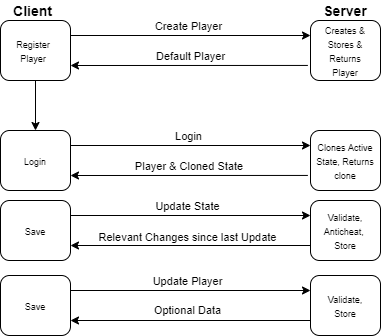 Client
Server
Create Player
Register
Player
Creates &
Stores &
Returns
Player
Default Player
Login
Login
Clones Active
State, Returns
clone
Player & Cloned State
Update State
Save
Validate,
Anticheat,
Store
Relevant Changes since last Update
Update Player
Save
Validate,
Store
Optional Data